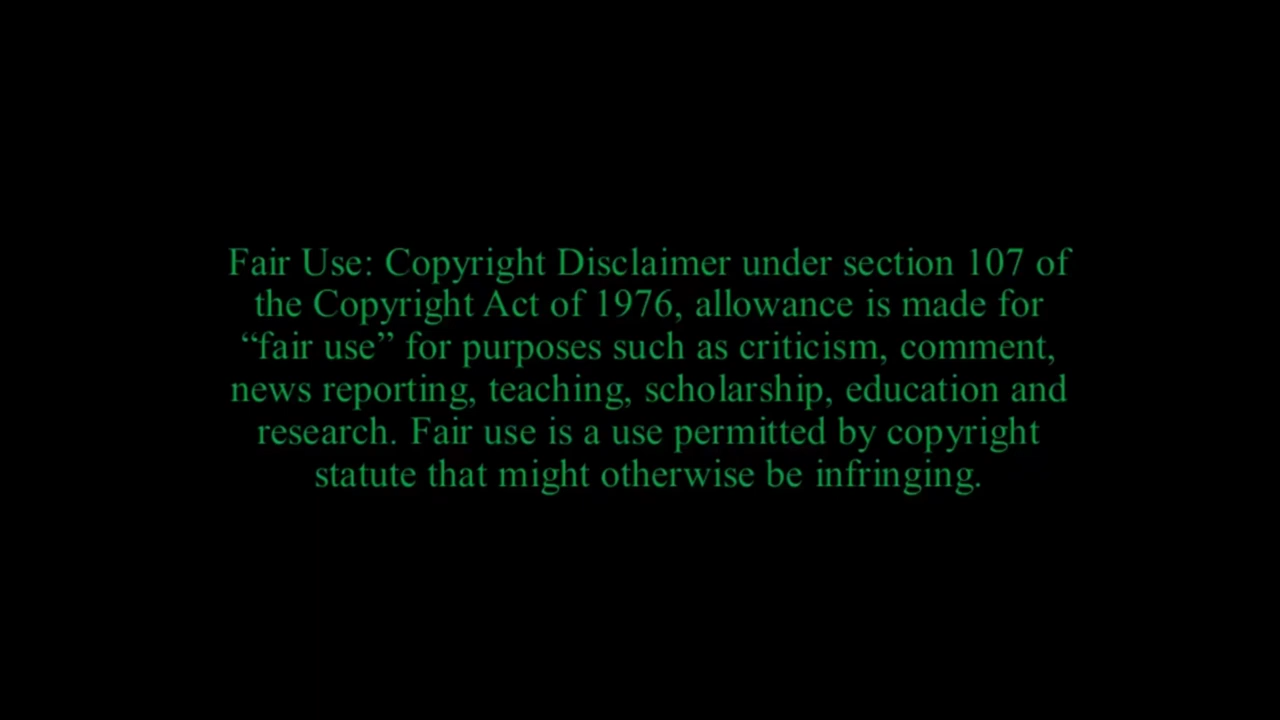 Fair Use: Copyright Disclaimer under section 107 of
the Copyright Act of 1976, allowance is made for
“fair use” for purposes such as criticism, comment,
news reporting, teaching, scholarship, education and
research. Fair use is a use permitted by copyright
statute that might otherwise be infringing.